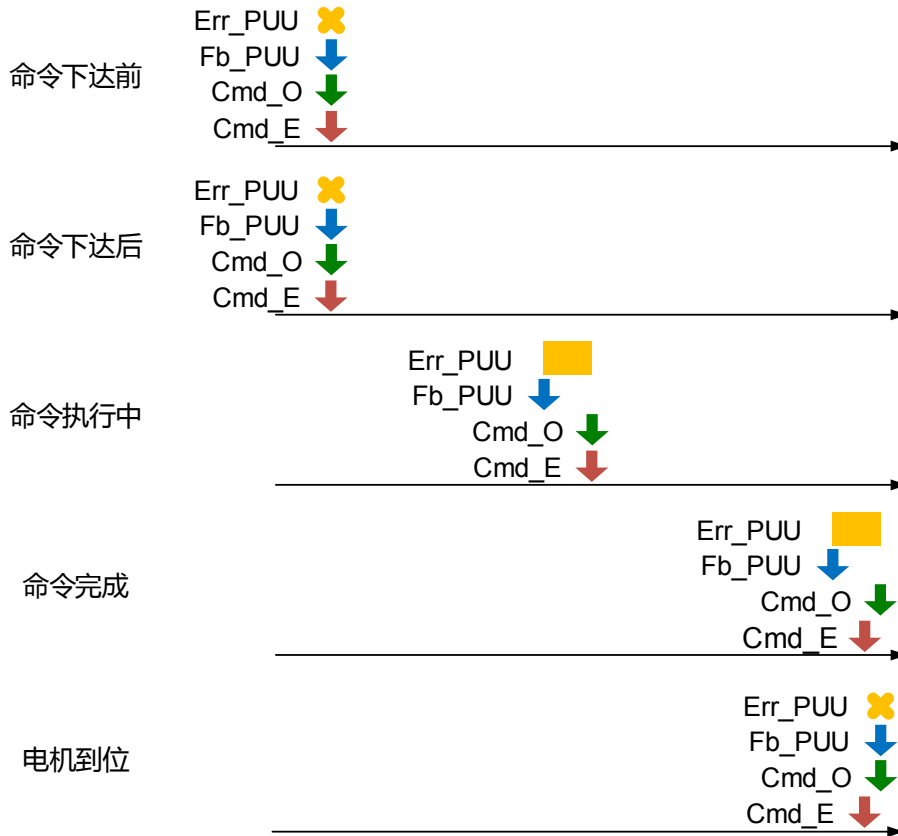 Err_PUU
Fb_PUU
命令下达前
Cmd_O
Cmd_E
Err_PUU
Fb_PUU
命令下达后
Cmd_O
Cmd_E
Err_PUU
Fb_PUU
命令执行中
Cmd_O
Cmd_E
Err_PUU
Fb_PUU
命令完成
Cmd_O
Cmd_E
Err_PUU
Fb_PUU
电机到位
Cmd_O
Cmd_E